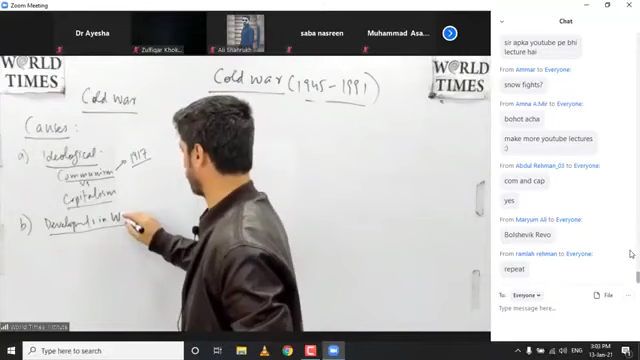 Zoom Meeting
Dr Ayesha
Zulfiqar Khok...
Ali Shahrukh
saba nasreen
Muhammad Asa...
WORLD TIMES
Cold war (1945 - 1991)
WORLD TIMES
Cold war
Causes:
a) Ideological
Communism → 1917
vs
Capitalism
b) Develop in W
World Times Institute
Chat
sir apka youtube pe bhi
lecture hai
From Ammar to Everyone:
snow fights?
From Amna A.Mir to Everyone:
bohot acha
make more youtube lectures
:)
From Abdul Rehman_03 to Everyone:
com and cap
yes
From Maryum Ali to Everyone:
Bolshevik Revo
From ramlah rehman to Everyone:
repeat
To: Everyone
File
Type message here...
Type here to search
3:03 PM
13-Jan-21